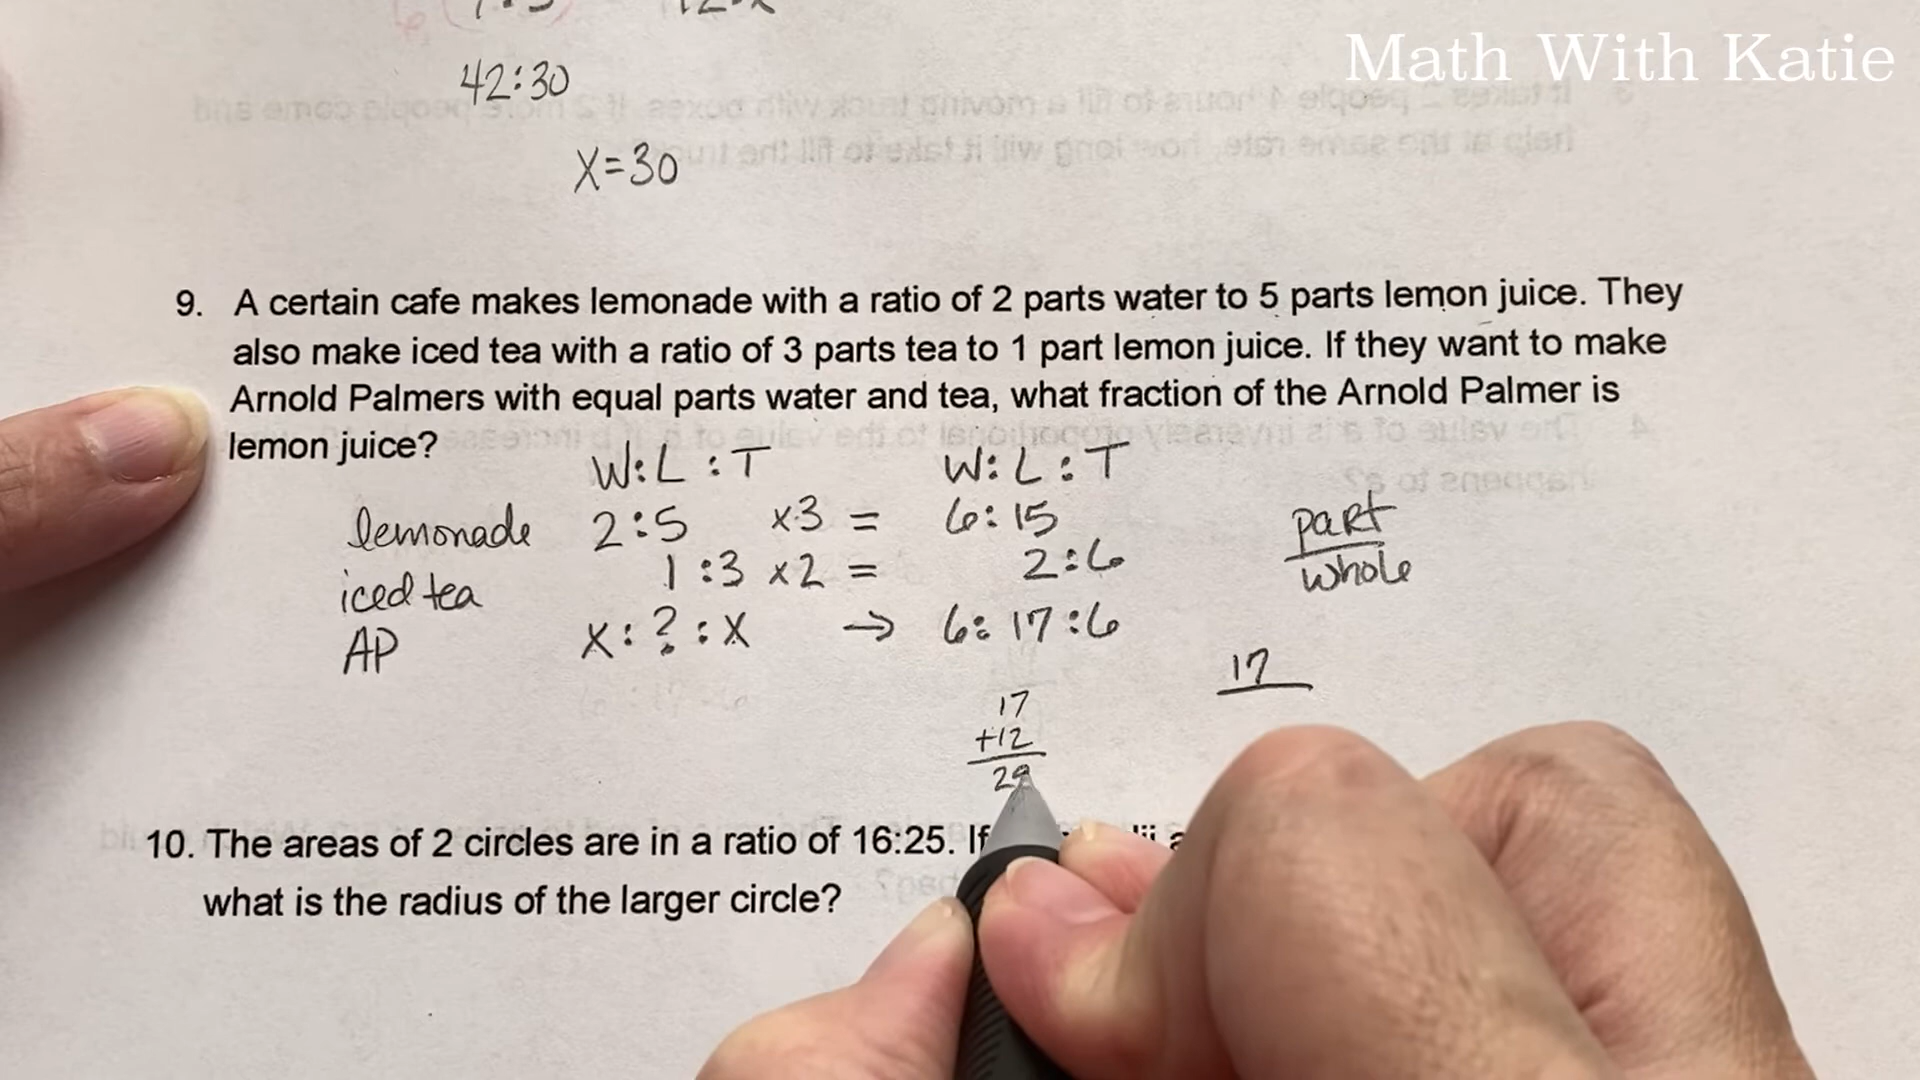 Math With Katie
42:30
X=30
9. A certain cafe makes lemonade with a ratio of 2 parts water to 5 parts lemon juice. They
also make iced tea with a ratio of 3 parts tea to 1 part lemon juice. If they want to make
Arnold Palmers with equal parts water and tea, what fraction of the Arnold Palmer is
lemon juice?
W:L:T W:L:T
lemonade 2:5 x3 = 6:15
iced tea 1:3 x2 = 2:6
AP X:?:X → 6:17:6
part
whole
17
17
+12
29
10. The areas of 2 circles are in a ratio of 16:25. If
what is the radius of the larger circle?